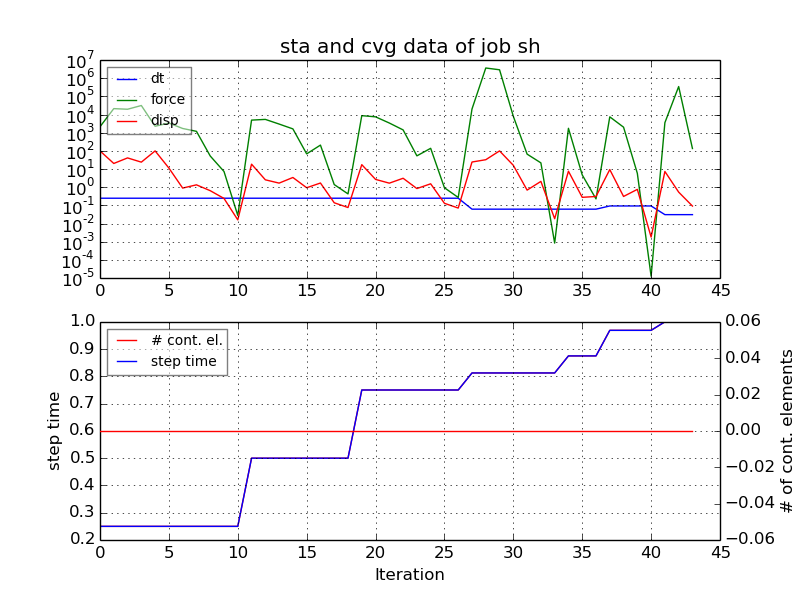 sta and cvg data of job sh
10^7
10^6
10^5
10^4
10^3
10^2
10^1
10^0
10^-1
10^-2
10^-3
10^-4
10^-5
dt
force
disp
0 5 10 15 20 25 30 35 40 45
step time
1.0
0.9
0.8
0.7
0.6
0.5
0.4
0.3
0.2
# cont. el.
step time
0.06
0.04
0.02
0.00
−0.02
−0.04
−0.06
# of cont. elements
0 5 10 15 20 25 30 35 40 45
Iteration